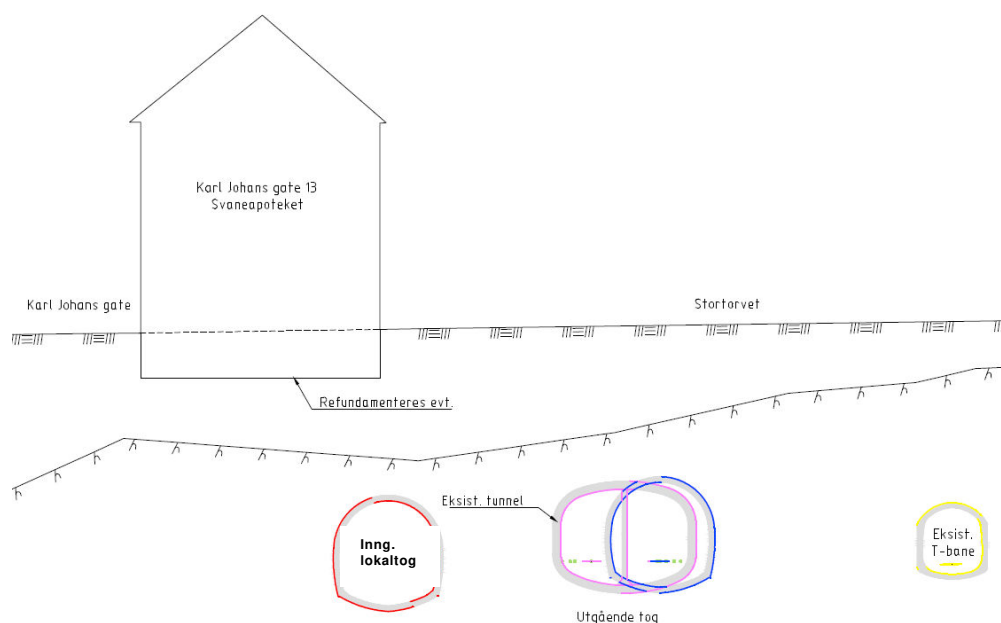 Karl Johans gate 13
Svaneapoteket
Karl Johans gate
Stortorvet
Refundamenteres evt.
Eksist. tunnel
Inng.
lokaltog
Eksist.
T-bane
Utgående tog